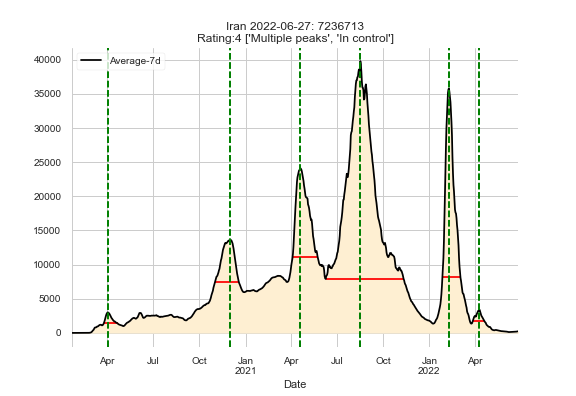 Iran 2022-06-27: 7236713
Rating:4 ['Multiple peaks', 'In control']
Average-7d
40000
35000
30000
25000
20000
15000
10000
5000
0
Apr Jul Oct Jan Apr Jul Oct Jan Apr
2021 2022
Date